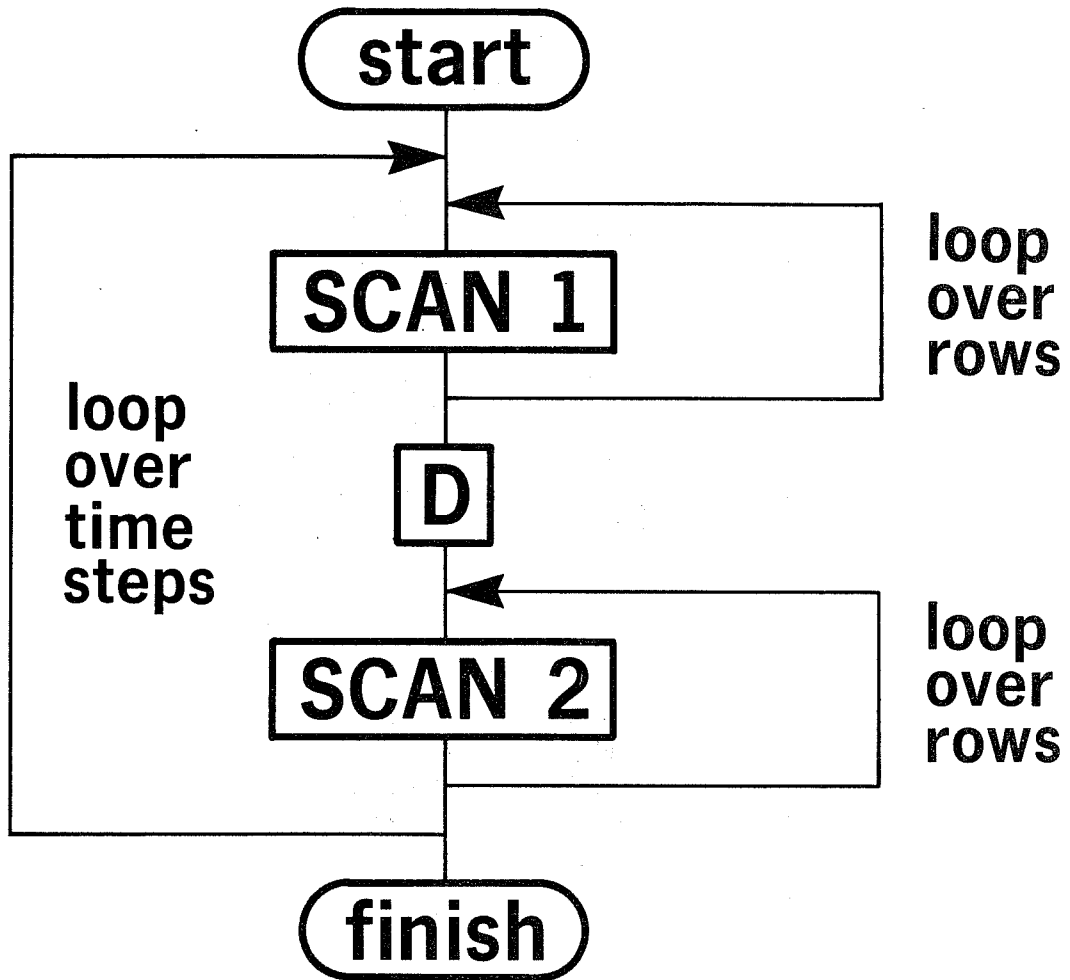 start
SCAN 1
loop
over
rows
loop
over
time
steps
D
SCAN 2
loop
over
rows
finish